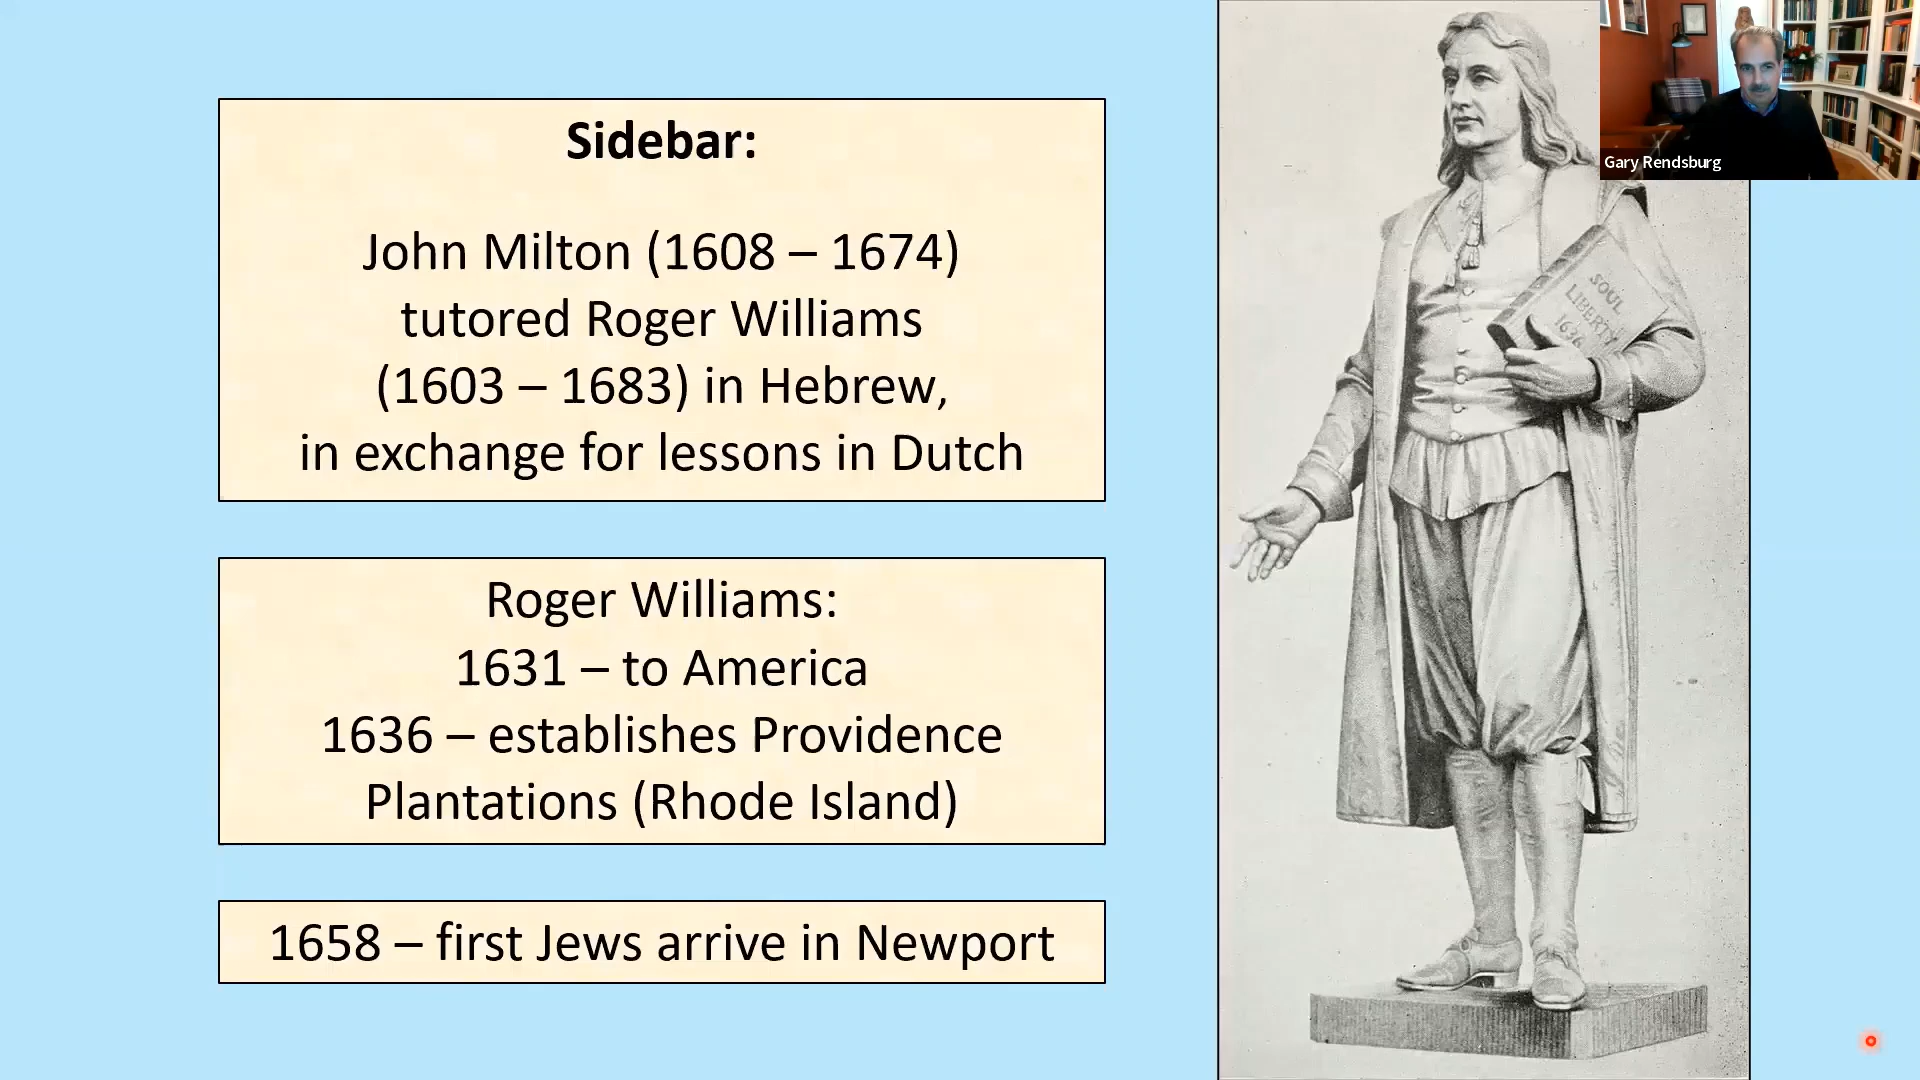 Sidebar:
John Milton (1608 – 1674)
tutored Roger Williams
(1603 – 1683) in Hebrew,
in exchange for lessons in Dutch
Roger Williams:
1631 – to America
1636 – establishes Providence
Plantations (Rhode Island)
1658 – first Jews arrive in Newport
SOUL
LIBERTY
1636
Gary Rendsburg